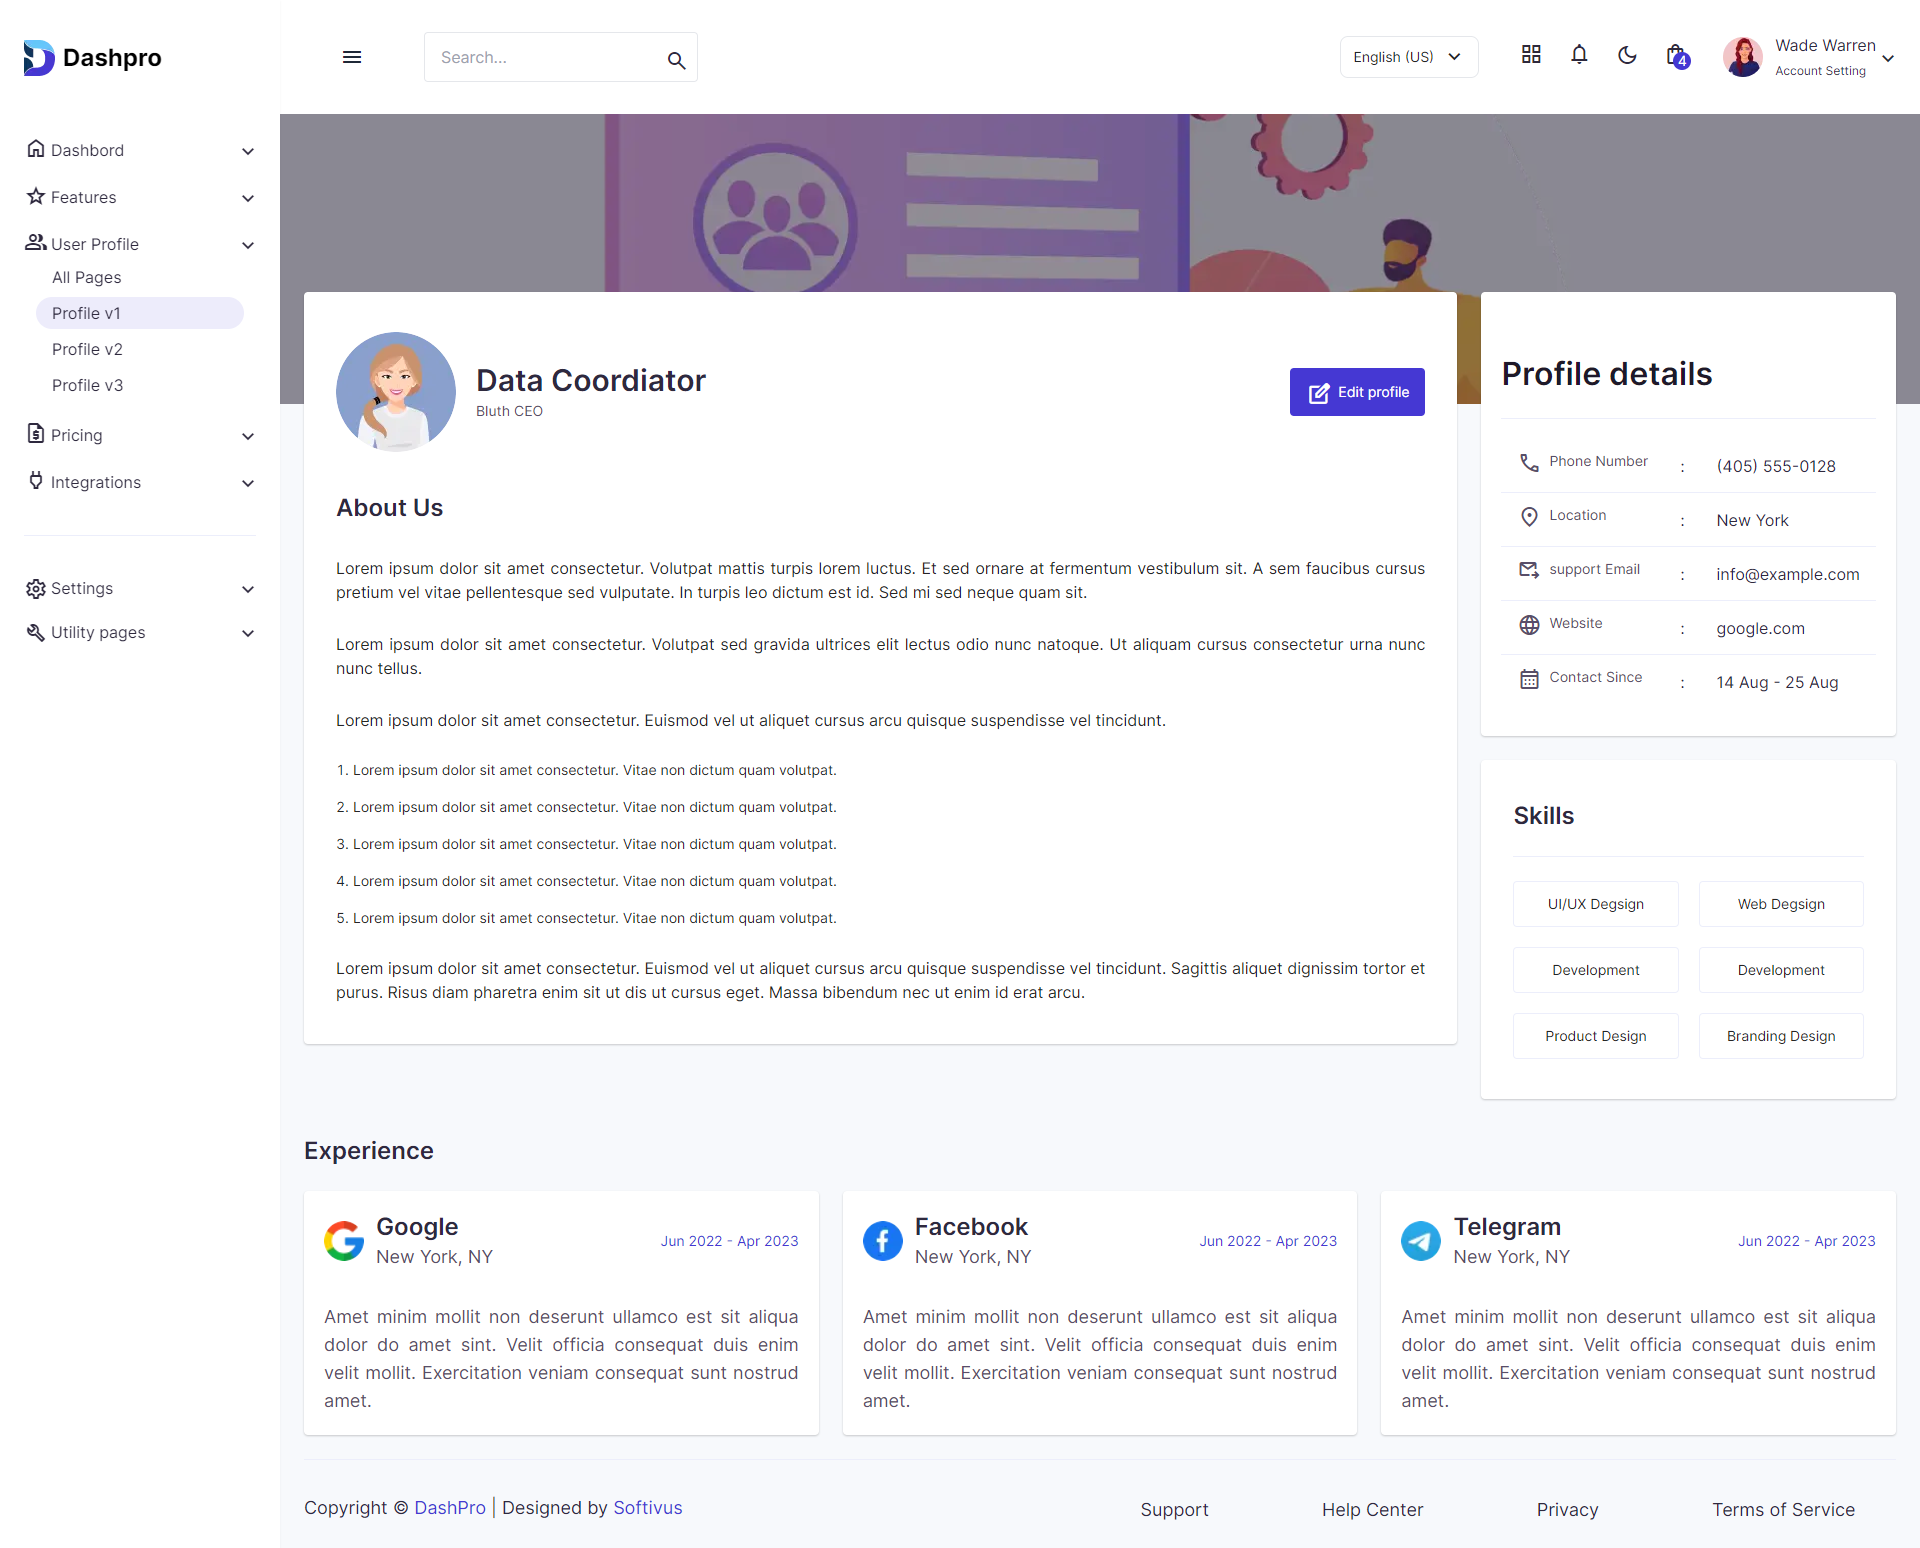 Dashpro
Search...
English (US)
4
Wade Warren
Account Setting
Dashbord
Features
User Profile
All Pages
Profile v1
Profile v2
Profile v3
Pricing
Integrations
Settings
Utility pages
Data Coordiator
Bluth CEO
Edit profile
About Us
Lorem ipsum dolor sit amet consectetur. Volutpat mattis turpis lorem luctus. Et sed ornare at fermentum vestibulum sit. A sem faucibus cursus
pretium vel vitae pellentesque sed vulputate. In turpis leo dictum est id. Sed mi sed neque quam sit.
Lorem ipsum dolor sit amet consectetur. Volutpat sed gravida ultrices elit lectus odio nunc natoque. Ut aliquam cursus consectetur urna nunc
nunc tellus.
Lorem ipsum dolor sit amet consectetur. Euismod vel ut aliquet cursus arcu quisque suspendisse vel tincidunt.
1. Lorem ipsum dolor sit amet consectetur. Vitae non dictum quam volutpat.
2. Lorem ipsum dolor sit amet consectetur. Vitae non dictum quam volutpat.
3. Lorem ipsum dolor sit amet consectetur. Vitae non dictum quam volutpat.
4. Lorem ipsum dolor sit amet consectetur. Vitae non dictum quam volutpat.
5. Lorem ipsum dolor sit amet consectetur. Vitae non dictum quam volutpat.
Lorem ipsum dolor sit amet consectetur. Euismod vel ut aliquet cursus arcu quisque suspendisse vel tincidunt. Sagittis aliquet dignissim tortor et
purus. Risus diam pharetra enim sit ut dis ut cursus eget. Massa bibendum nec ut enim id erat arcu.
Profile details
Phone Number : (405) 555-0128
Location : New York
support Email : info@example.com
Website : google.com
Contact Since : 14 Aug - 25 Aug
Skills
UI/UX Degsign
Web Degsign
Development
Development
Product Design
Branding Design
Experience
Google
New York, NY
Jun 2022 - Apr 2023
Amet minim mollit non deserunt ullamco est sit aliqua
dolor do amet sint. Velit officia consequat duis enim
velit mollit. Exercitation veniam consequat sunt nostrud
amet.
Facebook
New York, NY
Jun 2022 - Apr 2023
Amet minim mollit non deserunt ullamco est sit aliqua
dolor do amet sint. Velit officia consequat duis enim
velit mollit. Exercitation veniam consequat sunt nostrud
amet.
Telegram
New York, NY
Jun 2022 - Apr 2023
Amet minim mollit non deserunt ullamco est sit aliqua
dolor do amet sint. Velit officia consequat duis enim
velit mollit. Exercitation veniam consequat sunt nostrud
amet.
Copyright © DashPro | Designed by Softivus
Support
Help Center
Privacy
Terms of Service